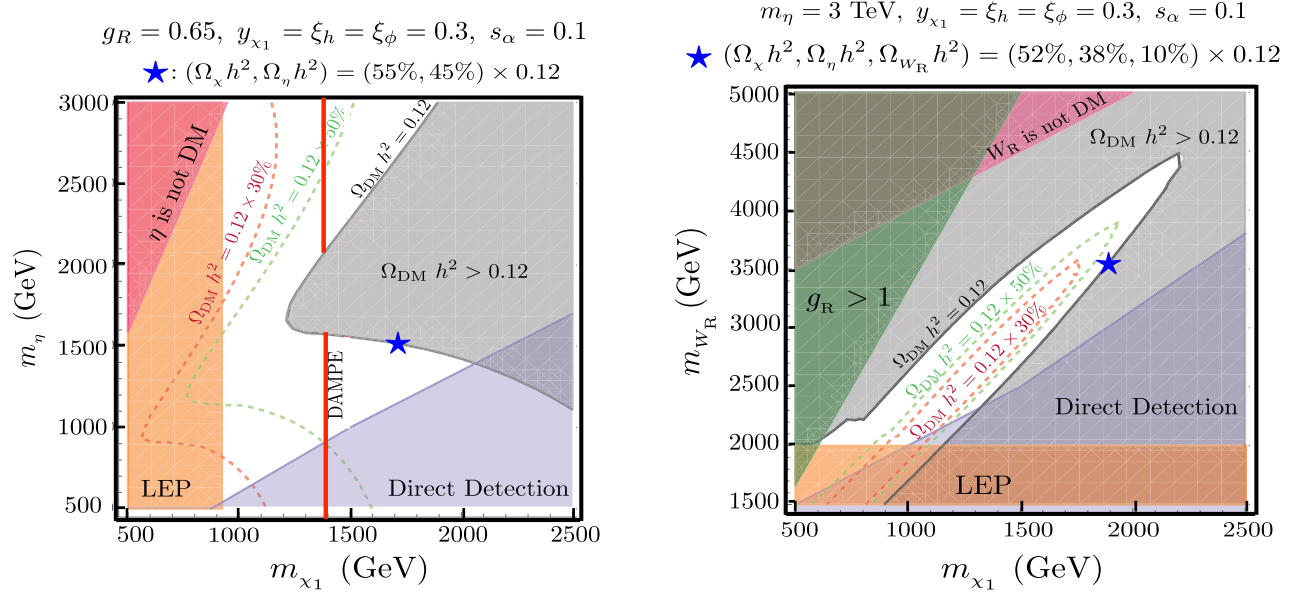 g_R = 0.65, y_χ₁ = ξ_h = ξ_φ = 0.3, s_α = 0.1
★: (Ω_χ h², Ω_η h²) = (55%, 45%) × 0.12
3000
2500
2000
1500
1000
500
m_η (GeV)
η is not DM
Ω_DM h² = 0.12 × 30%
Ω_DM h² = 0.12 × 50%
Ω_DM h² = 0.12
Ω_DM h² > 0.12
DAMPE
LEP
Direct Detection
500 1000 1500 2000 2500
m_χ₁ (GeV)
m_η = 3 TeV, y_χ₁ = ξ_h = ξ_φ = 0.3, s_α = 0.1
★ (Ω_χ h², Ω_η h², Ω_W_R h²) = (52%, 38%, 10%) × 0.12
5000
4500
4000
3500
3000
2500
2000
1500
m_W_R (GeV)
W_R is not DM
Ω_DM h² > 0.12
g_R > 1
Ω_DM h² = 0.12
Ω_DM h² = 0.12 × 50%
Ω_DM h² = 0.12 × 30%
Direct Detection
LEP
500 1000 1500 2000 2500
m_χ₁ (GeV)